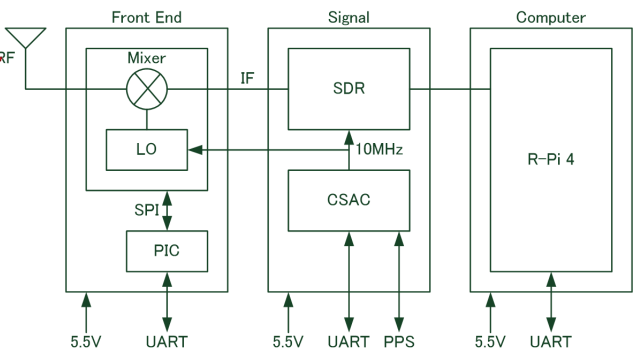 Front End
Signal
Computer
RF
Mixer
IF
SDR
LO
10MHz
R-Pi 4
SPI
CSAC
PIC
5.5V
UART
5.5V
UART
PPS
5.5V
UART